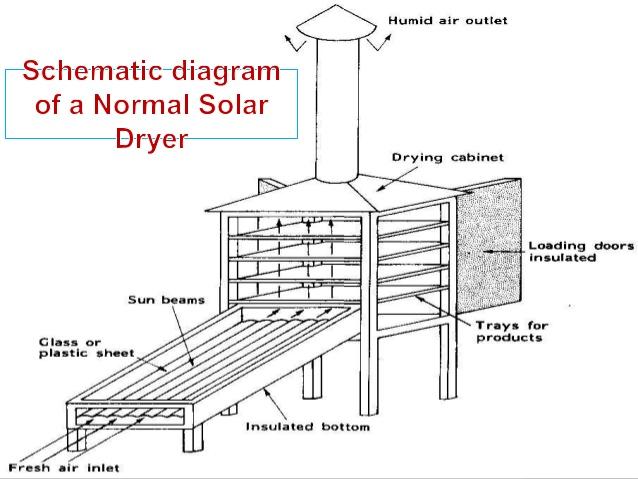 Humid air outlet
Schematic diagram
of a Normal Solar
Dryer
Drying cabinet
Loading doors
insulated
Sun beams
Glass or
plastic sheet
Trays for
products
Insulated bottom
Fresh air inlet